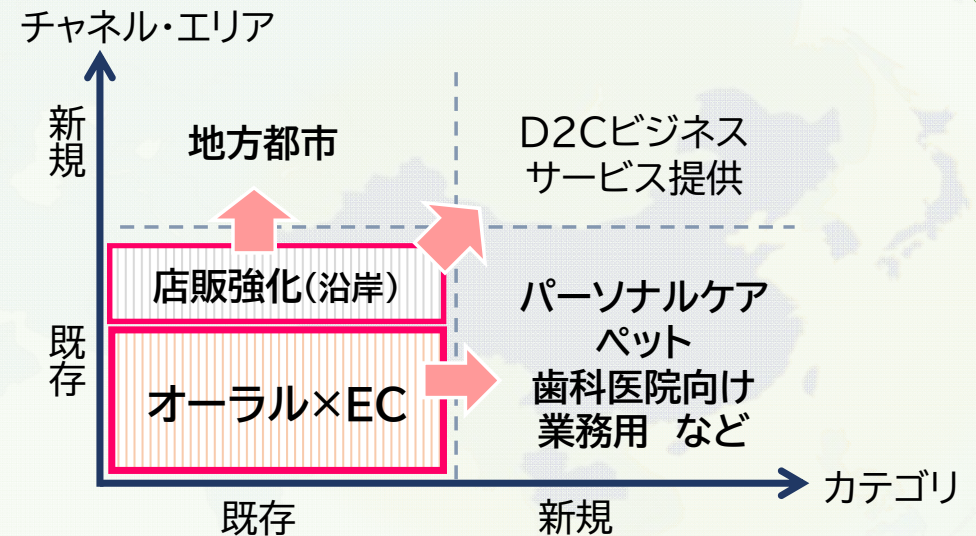 チャネル・エリア
新規
地方都市
D2Cビジネス
サービス提供
店販強化(沿岸)
既存
オーラル×EC
パーソナルケア
ペット
歯科医院向け
業務用　など
カテゴリ
既存
新規